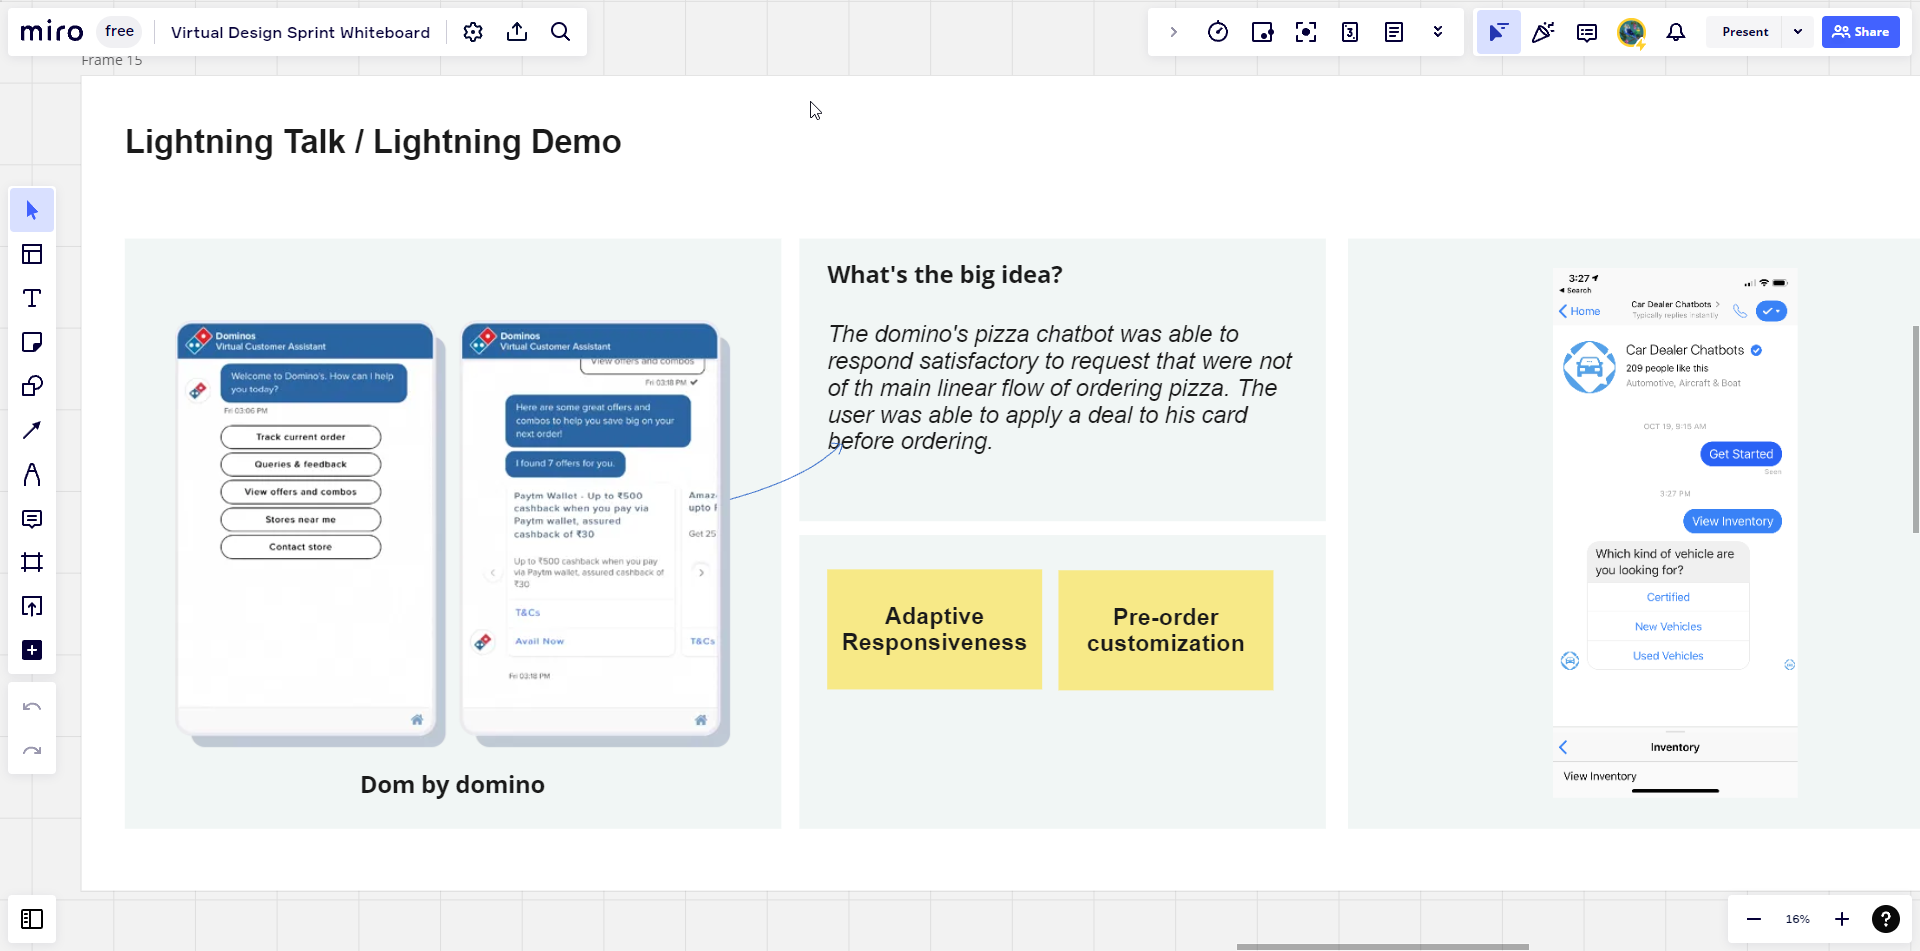 miro free Virtual Design Sprint Whiteboard
3
Present
Share
Frame 15
Lightning Talk / Lightning Demo
Dominos
Virtual Customer Assistant
Welcome to Domino's. How can I help
you today?
Fri 03:06 PM
Track current order
Queries & feedback
View offers and combos
Stores near me
Contact store
Dominos
Virtual Customer Assistant
View offers and combos
Fri 03:18 PM
Here are some great offers and
combos to help you save big on your
next order!
I found 7 offers for you.
Paytm Wallet - Up to ₹500
cashback when you pay via
Paytm wallet, assured
cashback of ₹30
Up to ₹500 cashback when you pay
via Paytm wallet, assured cashback of
₹30
T&Cs
Avail Now
Amaz
upto
Get 25
T&Cs
Fri 03:18 PM
Dom by domino
What's the big idea?
The domino's pizza chatbot was able to
respond satisfactory to request that were not
of th main linear flow of ordering pizza. The
user was able to apply a deal to his card
before ordering.
Adaptive
Responsiveness
Pre-order
customization
3:27
Search
Home
Car Dealer Chatbots
Typically replies instantly
Car Dealer Chatbots
209 people like this
Automotive, Aircraft & Boat
OCT 19, 9:15 AM
Get Started
Seen
3:27 PM
View Inventory
Which kind of vehicle are
you looking for?
Certified
New Vehicles
Used Vehicles
Inventory
View Inventory
16%
?